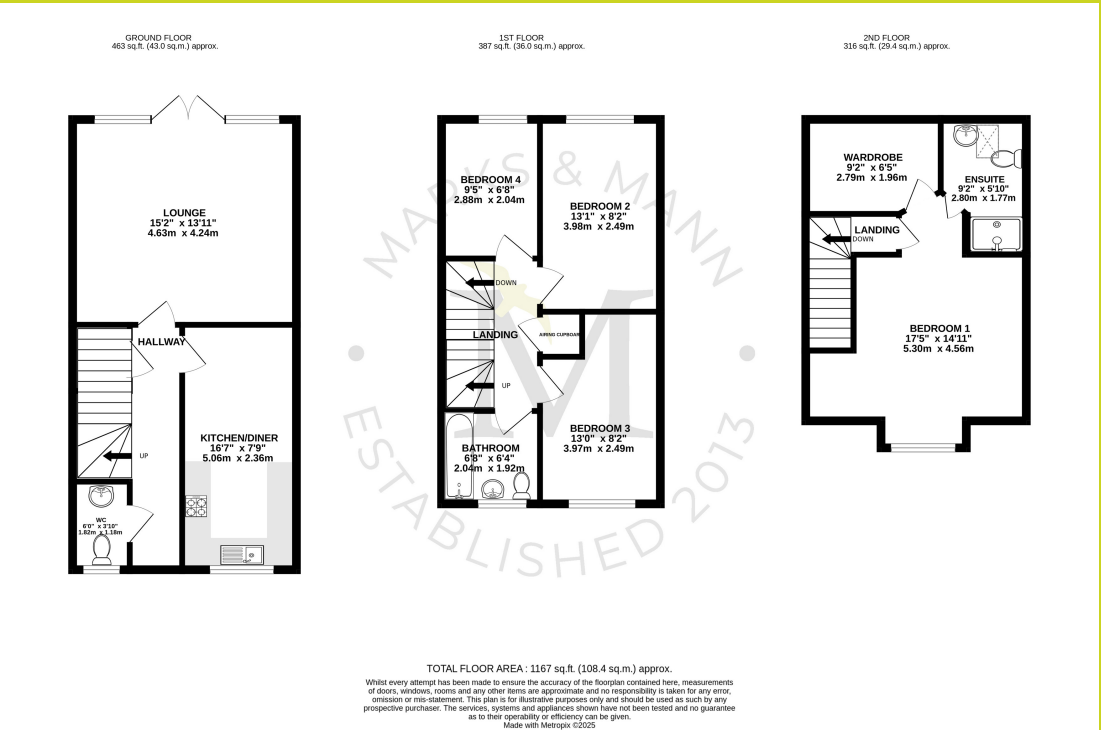 GROUND FLOOR
463 sq.ft. (43.0 sq.m.) approx.
LOUNGE
15'2" x 13'11"
4.63m x 4.24m
HALLWAY
KITCHEN/DINER
16'7" x 7'9"
5.06m x 2.36m
UP
WC
6'0" x 3'10"
1.82m x 1.18m
1ST FLOOR
387 sq.ft. (36.0 sq.m.) approx.
BEDROOM 4
9'5" x 6'8"
2.88m x 2.04m
BEDROOM 2
13'1" x 8'2"
3.98m x 2.49m
DOWN
LANDING
AIRING CUPBOARD
UP
BEDROOM 3
13'0" x 8'2"
3.97m x 2.49m
BATHROOM
6'8" x 6'4"
2.04m x 1.92m
2ND FLOOR
316 sq.ft. (29.4 sq.m.) approx.
WARDROBE
9'2" x 6'5"
2.79m x 1.96m
ENSUITE
9'2" x 5'10"
2.80m x 1.77m
LANDING
DOWN
BEDROOM 1
17'5" x 14'11"
5.30m x 4.56m
MARKS & MANN
M
ESTABLISHED 2013
TOTAL FLOOR AREA : 1167 sq.ft. (108.4 sq.m.) approx.
Whilst every attempt has been made to ensure the accuracy of the floorplan contained here, measurements
of doors, windows, rooms and any other items are approximate and no responsibility is taken for any error,
omission or mis-statement. This plan is for illustrative purposes only and should be used as such by any
prospective purchaser. The services, systems and appliances shown have not been tested and no guarantee
as to their operability or efficiency can be given.
Made with Metropix ©2025